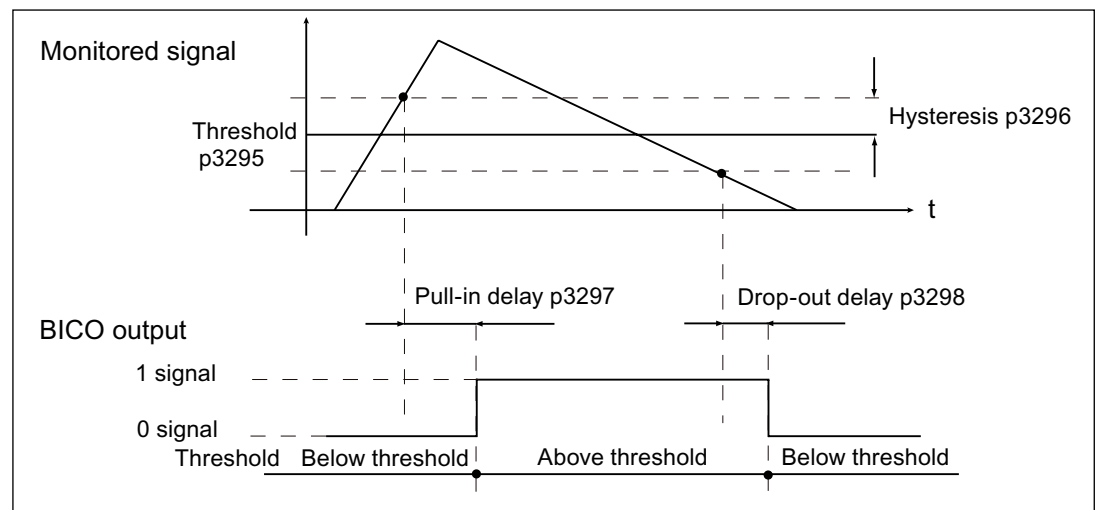 Monitored signal
Hysteresis p3296
Threshold
p3295
t
Pull-in delay p3297
Drop-out delay p3298
BICO output
1 signal
0 signal
Threshold
Below threshold
Above threshold
Below threshold